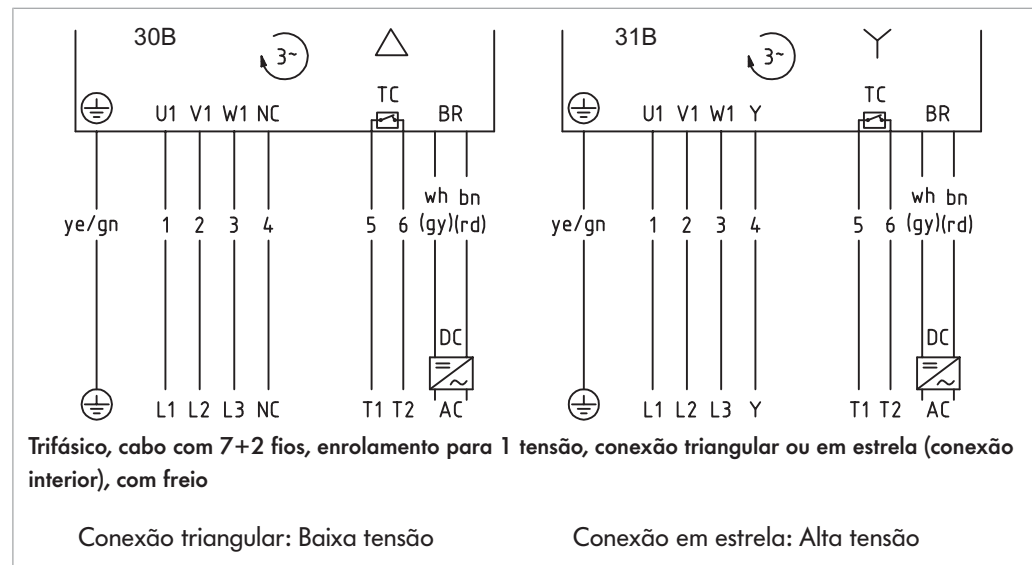 30B
3~
TC
U1 V1 W1 NC
BR
wh bn
ye/gn 1 2 3 4 5 6 (gy)(rd)
DC
L1 L2 L3 NC T1 T2 AC
31B
3~
TC
U1 V1 W1 Y
BR
wh bn
ye/gn 1 2 3 4 5 6 (gy)(rd)
DC
L1 L2 L3 Y T1 T2 AC
Trifásico, cabo com 7+2 fios, enrolamento para 1 tensão, conexão triangular ou em estrela (conexão
interior), com freio
Conexão triangular: Baixa tensão
Conexão em estrela: Alta tensão